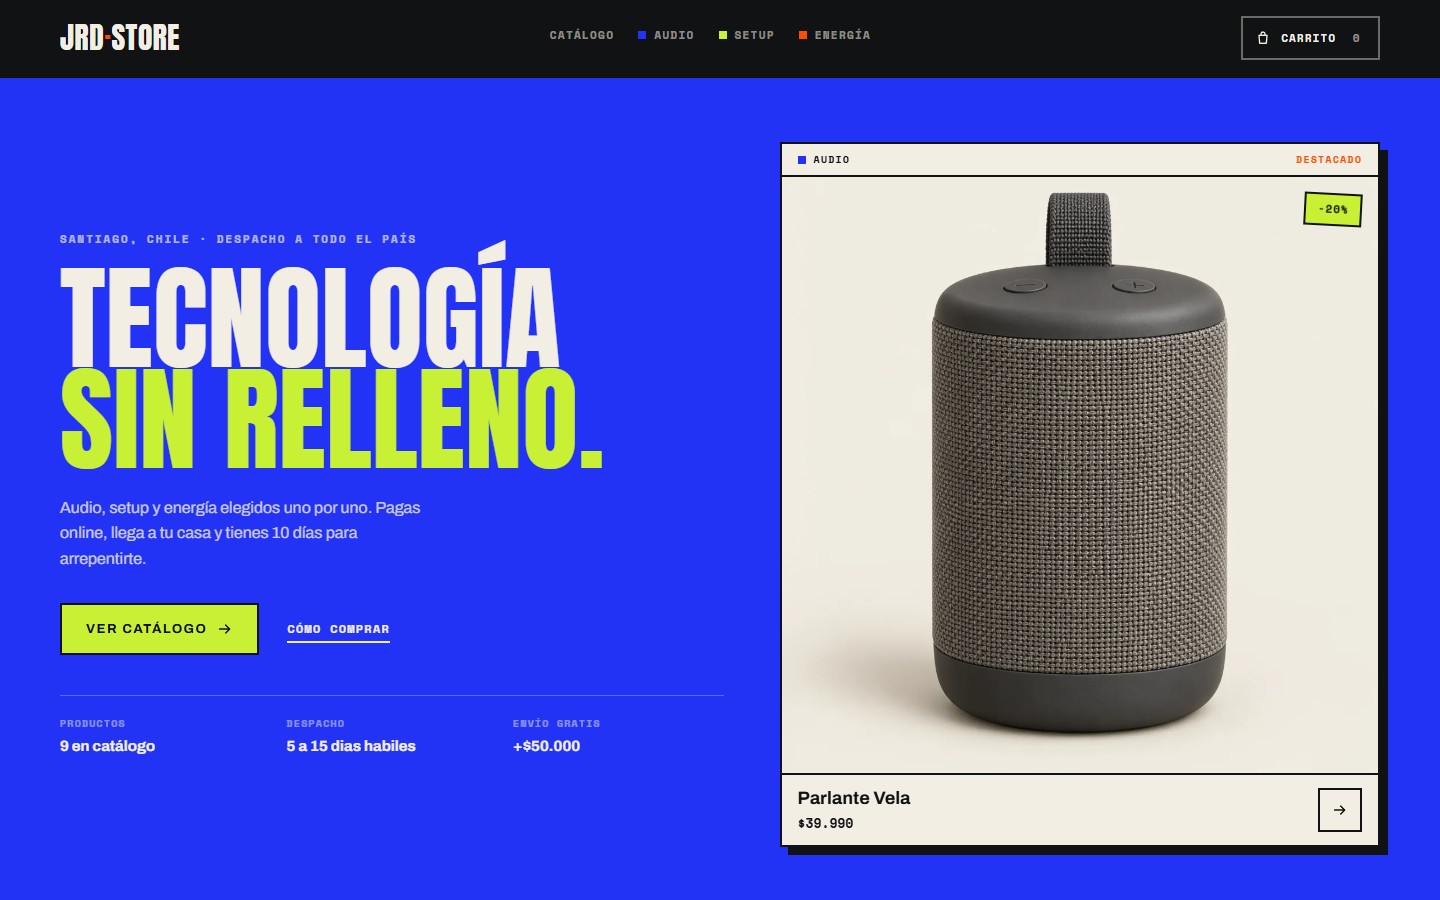 JRD·STORE
CATÁLOGO
AUDIO
SETUP
ENERGÍA
CARRITO 0
SANTIAGO, CHILE · DESPACHO A TODO EL PAÍS
TECNOLOGÍA
SIN RELLENO.
Audio, setup y energía elegidos uno por uno. Pagas
online, llega a tu casa y tienes 10 días para
arrepentirte.
VER CATÁLOGO →
CÓMO COMPRAR
PRODUCTOS
9 en catálogo
DESPACHO
5 a 15 dias habiles
ENVÍO GRATIS
+$50.000
AUDIO
DESTACADO
-20%
Parlante Vela
$39.990
→